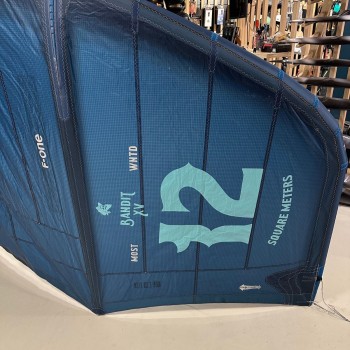 F-ONE
BANDIT
XV
MOST
WNTD
12
SQUARE METERS